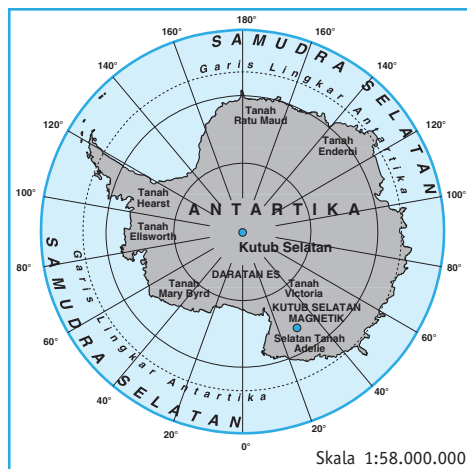 180°
160°
160°
140°
140°
120°
120°
100°
100°
80°
80°
60°
60°
40°
40°
20°
20°
0°
SAMUDRA SELATAN
Garis Lingkar Antartika
Tanah
Ratu Maud
Tanah
Enderbi
Tanah
Hearst
ANTARTIKA
Tanah
Ellsworth
Kutub Selatan
DARATAN ES
Tanah
Mary Byrd
Tanah
Victoria
KUTUB SELATAN
MAGNETIK
Selatan Tanah
Adelie
Garis Lingkar Antartika
SAMUDRA SELATAN
Skala 1:58.000.000